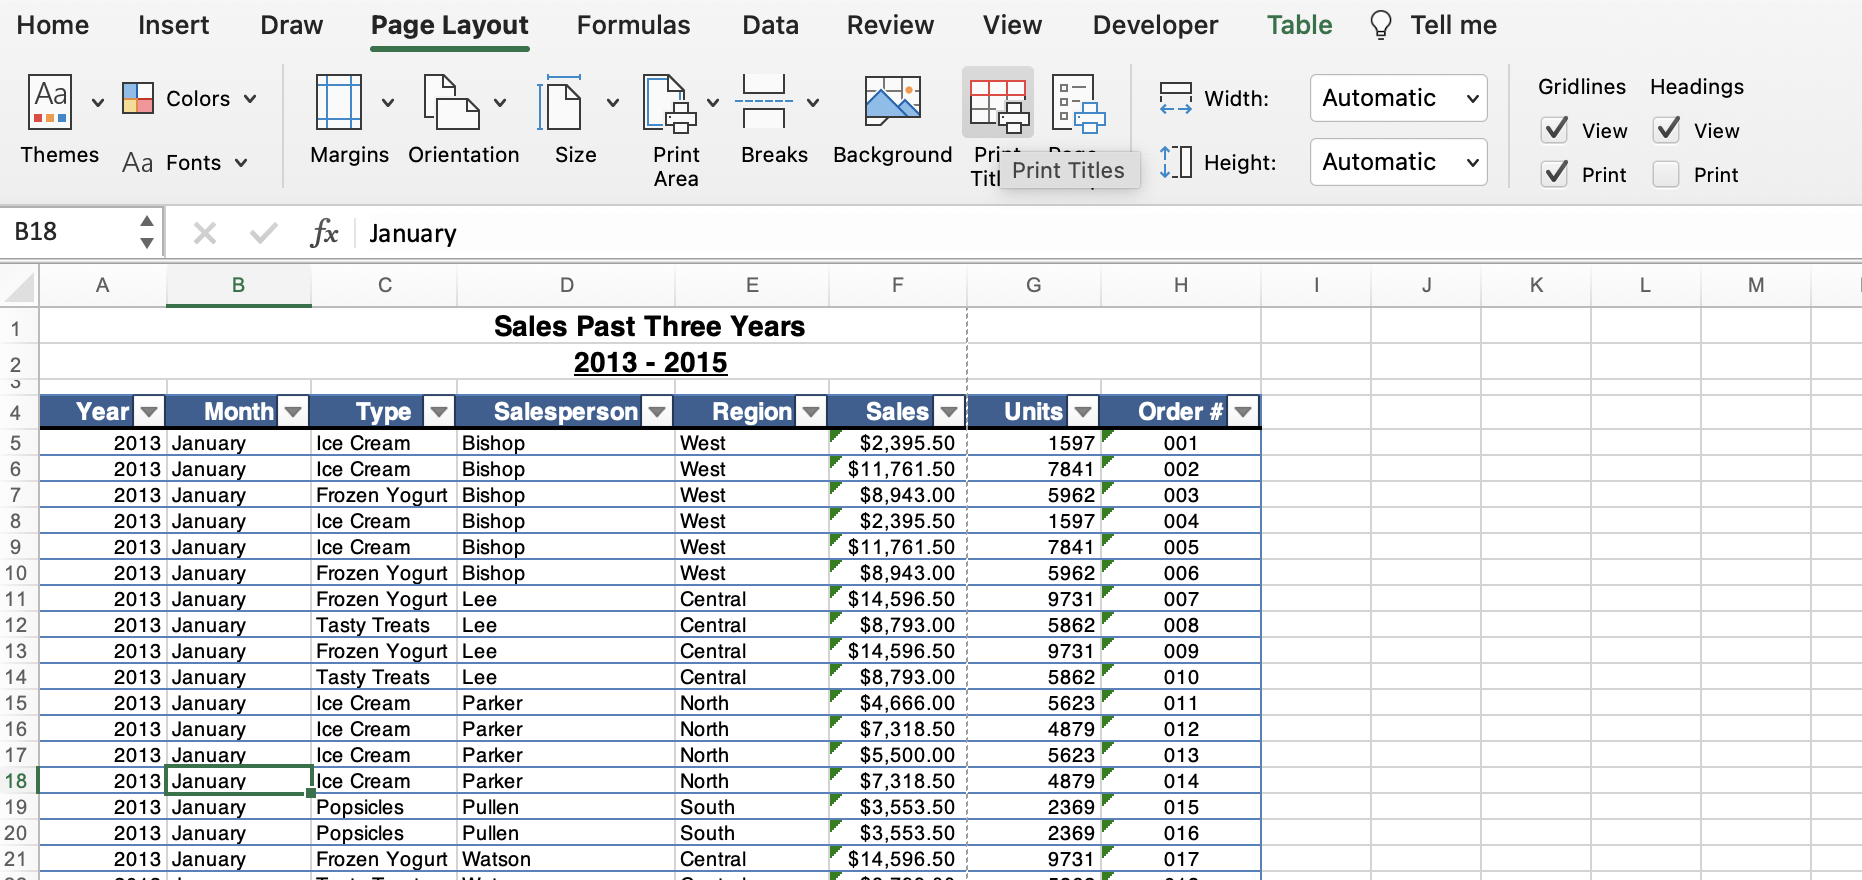 Home Insert Draw Page Layout Formulas Data Review View Developer Table Tell me
Aa Themes Colors Aa Fonts
Margins Orientation Size Print Area Breaks Background Print Print Titles
Width: Automatic
Height: Automatic
Gridlines Headings
View View
Print Print
B18 fx January
A B C D E F G H I J K L M
1 Sales Past Three Years
2 2013 - 2015
3
4 Year Month Type Salesperson Region Sales Units Order #
5 2013 January Ice Cream Bishop West $2,395.50 1597 001
6 2013 January Ice Cream Bishop West $11,761.50 7841 002
7 2013 January Frozen Yogurt Bishop West $8,943.00 5962 003
8 2013 January Ice Cream Bishop West $2,395.50 1597 004
9 2013 January Ice Cream Bishop West $11,761.50 7841 005
10 2013 January Frozen Yogurt Bishop West $8,943.00 5962 006
11 2013 January Frozen Yogurt Lee Central $14,596.50 9731 007
12 2013 January Tasty Treats Lee Central $8,793.00 5862 008
13 2013 January Frozen Yogurt Lee Central $14,596.50 9731 009
14 2013 January Tasty Treats Lee Central $8,793.00 5862 010
15 2013 January Ice Cream Parker North $4,666.00 5623 011
16 2013 January Ice Cream Parker North $7,318.50 4879 012
17 2013 January Ice Cream Parker North $5,500.00 5623 013
18 2013 January Ice Cream Parker North $7,318.50 4879 014
19 2013 January Popsicles Pullen South $3,553.50 2369 015
20 2013 January Popsicles Pullen South $3,553.50 2369 016
21 2013 January Frozen Yogurt Watson Central $14,596.50 9731 017